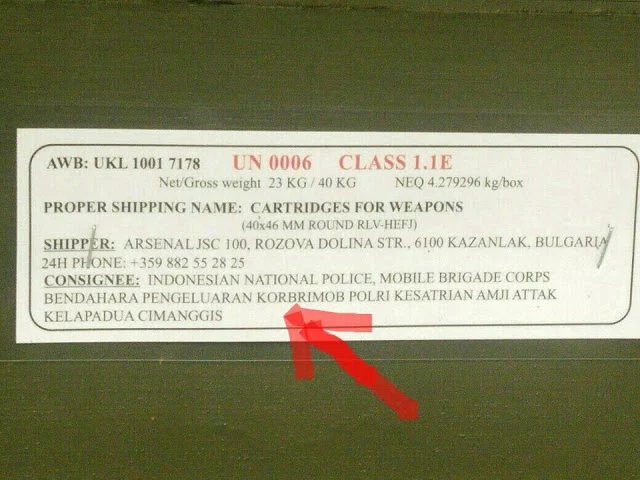 AWB: UKL 1001 7178 UN 0006 CLASS 1.1E
Net/Gross weight 23 KG / 40 KG NEQ 4.279296 kg/box
PROPER SHIPPING NAME: CARTRIDGES FOR WEAPONS
(40x46 MM ROUND RLV-HEFJ)
SHIPPER: ARSENAL JSC 100, ROZOVA DOLINA STR., 6100 KAZANLAK, BULGARIA
24H PHONE: +359 882 55 28 25
CONSIGNEE: INDONESIAN NATIONAL POLICE, MOBILE BRIGADE CORPS
BENDAHARA PENGELUARAN KORBRIMOB POLRI KESATRIAN AMJI ATTAK
KELAPADUA CIMANGGIS